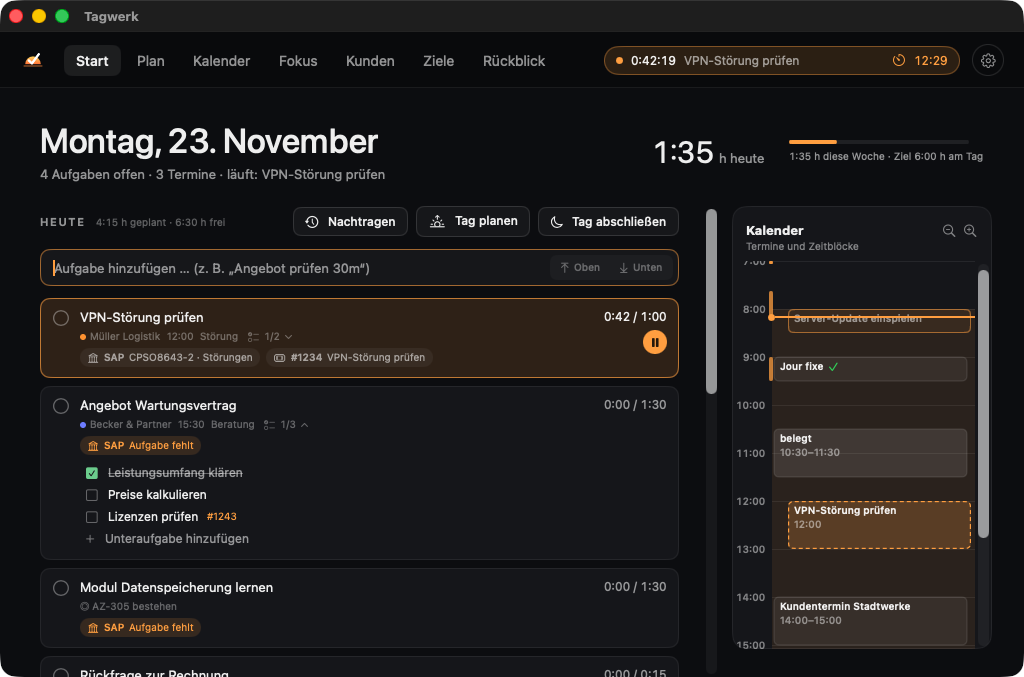 Tagwerk
Start Plan Kalender Fokus Kunden Ziele Rückblick
0:42:19 VPN-Störung prüfen 12:29
Montag, 23. November
4 Aufgaben offen · 3 Termine · läuft: VPN-Störung prüfen
1:35 h heute
1:35 h diese Woche · Ziel 6:00 h am Tag
HEUTE 4:15 h geplant · 6:30 h frei
Nachtragen
Tag planen
Tag abschließen
Aufgabe hinzufügen ... (z. B. „Angebot prüfen 30m“)
Oben
Unten
VPN-Störung prüfen 0:42 / 1:00
Müller Logistik 12:00 Störung 1/2
SAP CPSO8643-2 · Störungen
#1234 VPN-Störung prüfen
Angebot Wartungsvertrag 0:00 / 1:30
Becker & Partner 15:30 Beratung 1/3
SAP Aufgabe fehlt
Leistungsumfang klären
Preise kalkulieren
Lizenzen prüfen #1243
+ Unteraufgabe hinzufügen
Modul Datenspeicherung lernen 0:00 / 1:30
AZ-305 bestehen
SAP Aufgabe fehlt
Rückfrage zur Rechnung 0:00 / 0:15
Kalender
Termine und Zeitblöcke
7:00
8:00
Server-Update einspielen
9:00
Jour fixe
10:00
belegt
10:30–11:30
11:00
12:00
VPN-Störung prüfen
12:00
13:00
14:00
Kundentermin Stadtwerke
14:00–15:00
15:00